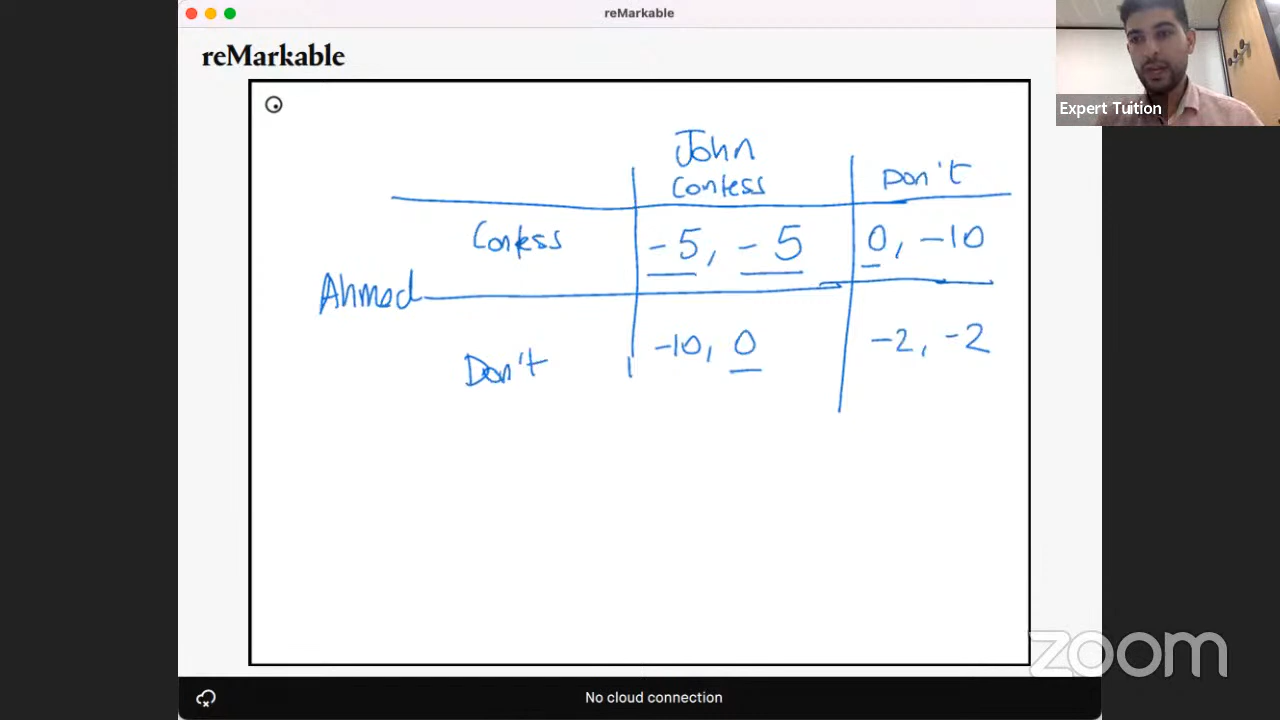 reMarkable
reMarkable
Expert Tuition
John
Confess
Don't
Confess
-5, -5
0, -10
Ahmed
Don't
-10, 0
-2, -2
zoom
No cloud connection